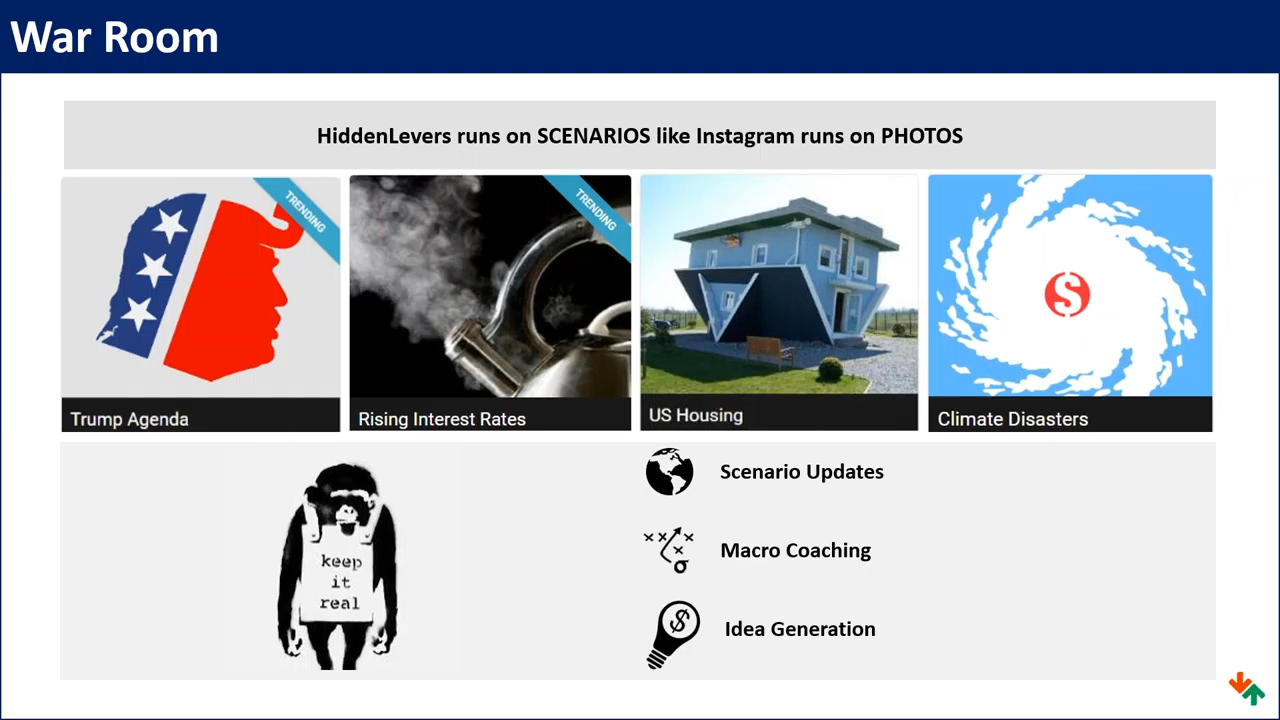 War Room
HiddenLevers runs on SCENARIOS like Instagram runs on PHOTOS
TRENDING
TRENDING
Trump Agenda
Rising Interest Rates
US Housing
Climate Disasters
keep
it
real
Scenario Updates
Macro Coaching
Idea Generation